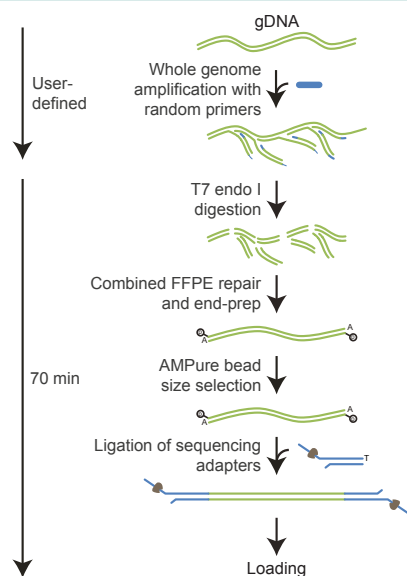 gDNA
User-
defined
Whole genome
amplification with
random primers
T7 endo I
digestion
Combined FFPE repair
and end-prep
A
A
70 min
AMPure bead
size selection
A
A
Ligation of sequencing
adapters
T
Loading